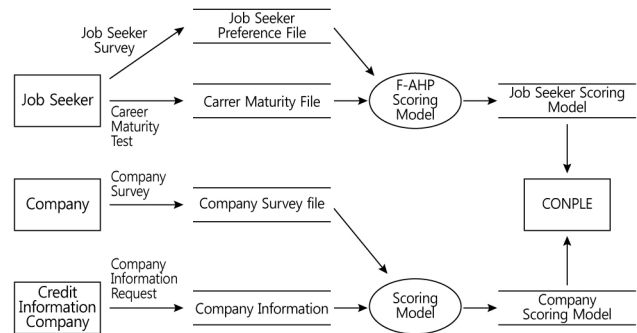 Job Seeker
Survey
Job Seeker
Preference File
Job Seeker
Career
Maturity
Test
Carrer Maturity File
F-AHP
Scoring
Model
Job Seeker Scoring
Model
Company
Company
Survey
Company Survey file
CONPLE
Credit
Information
Company
Company
Information
Request
Company Information
Scoring
Model
Company
Scoring Model